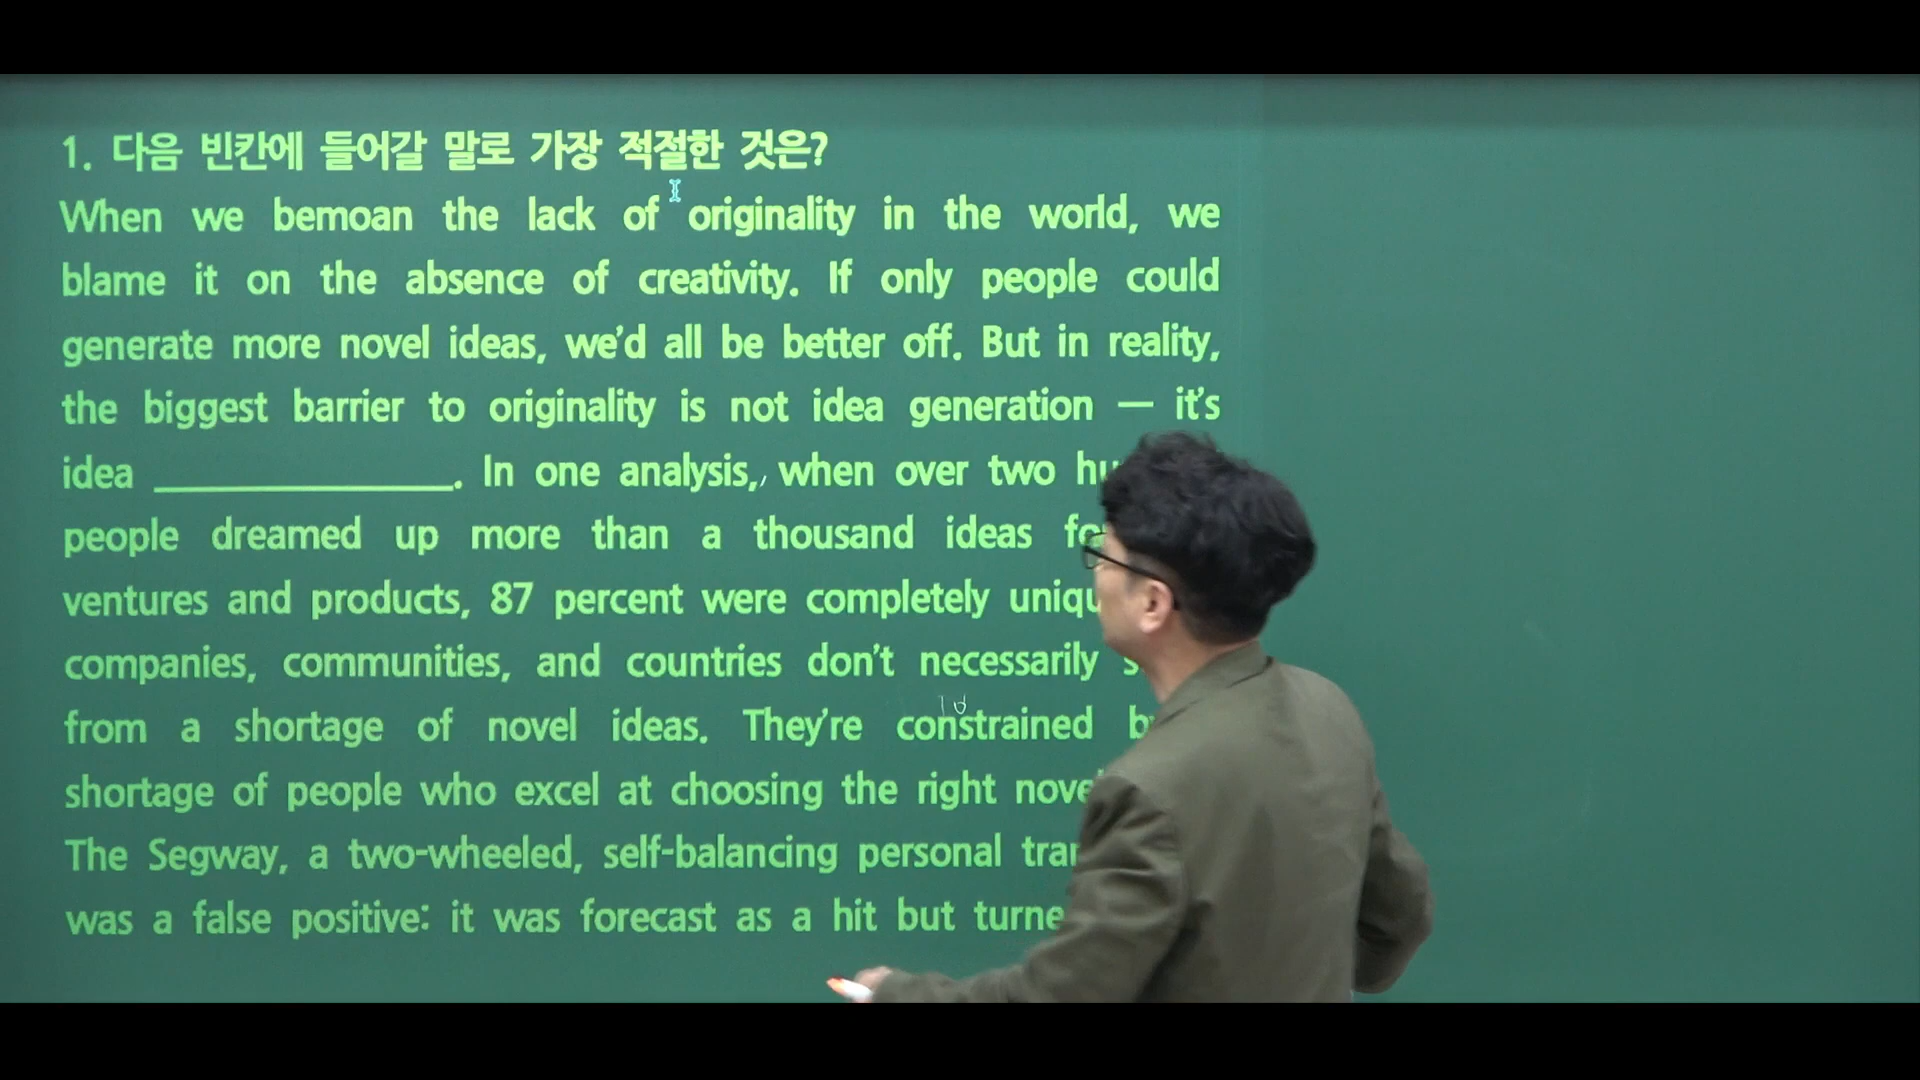 1. 다음 빈칸에 들어갈 말로 가장 적절한 것은?
When we bemoan the lack of originality in the world, we
blame it on the absence of creativity. If only people could
generate more novel ideas, we'd all be better off. But in reality,
the biggest barrier to originality is not idea generation — it's
idea ____________. In one analysis, when over two
people dreamed up more than a thousand ideas
ventures and products, 87 percent were completely
companies, communities, and countries don't necessarily
from a shortage of novel ideas. They're constrained
shortage of people who excel at choosing the right
The Segway, a two-wheeled, self-balancing personal
was a false positive: it was forecast as a hit but